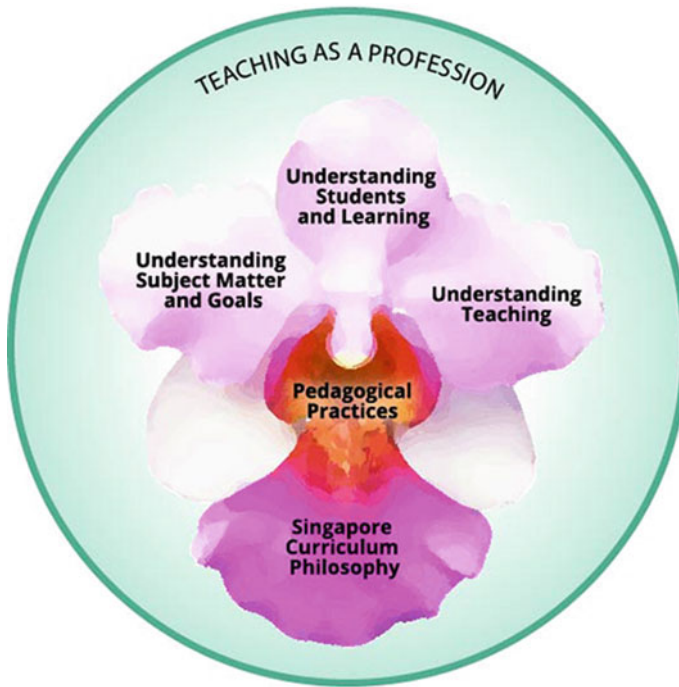 TEACHING AS A PROFESSION
Understanding
Students
and Learning
Understanding
Subject Matter
and Goals
Understanding
Teaching
Pedagogical
Practices
Singapore
Curriculum
Philosophy